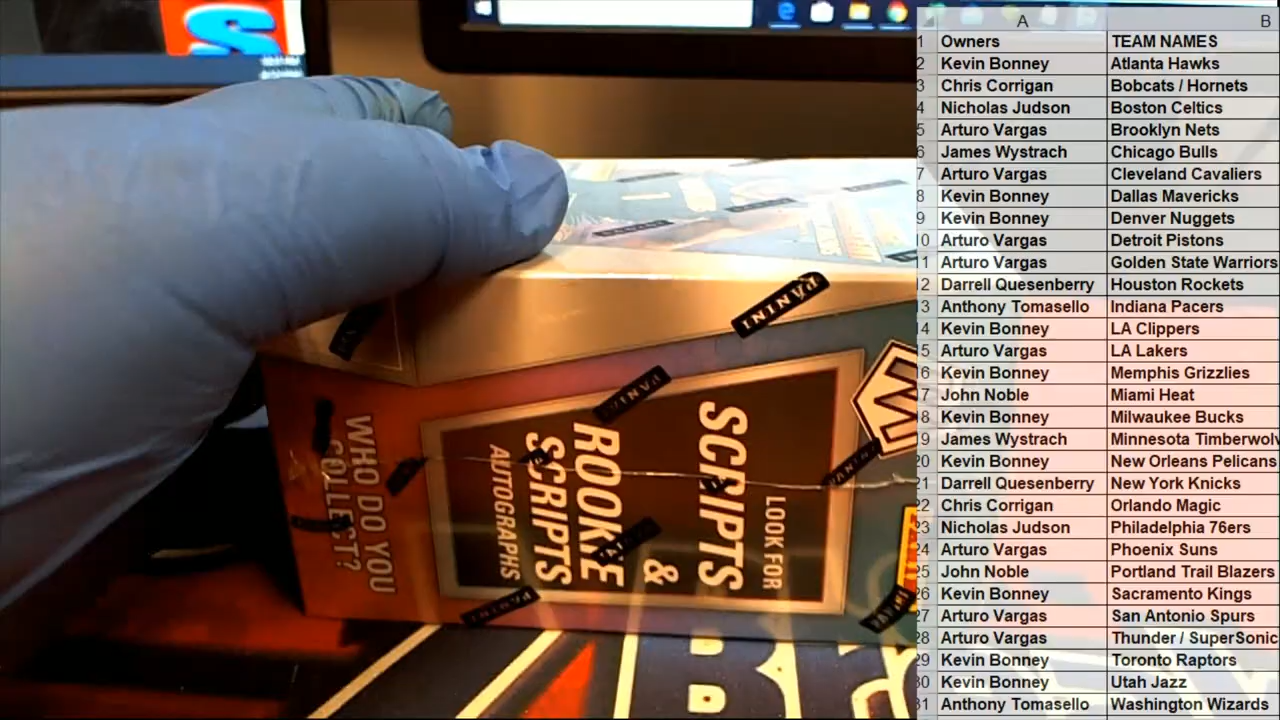 A B
1 Owners TEAM NAMES
2 Kevin Bonney Atlanta Hawks
3 Chris Corrigan Bobcats / Hornets
4 Nicholas Judson Boston Celtics
5 Arturo Vargas Brooklyn Nets
6 James Wystrach Chicago Bulls
7 Arturo Vargas Cleveland Cavaliers
8 Kevin Bonney Dallas Mavericks
9 Kevin Bonney Denver Nuggets
10 Arturo Vargas Detroit Pistons
11 Arturo Vargas Golden State Warriors
12 Darrell Quesenberry Houston Rockets
13 Anthony Tomasello Indiana Pacers
14 Kevin Bonney LA Clippers
15 Arturo Vargas LA Lakers
16 Kevin Bonney Memphis Grizzlies
17 John Noble Miami Heat
18 Kevin Bonney Milwaukee Bucks
19 James Wystrach Minnesota Timberwolv
20 Kevin Bonney New Orleans Pelicans
21 Darrell Quesenberry New York Knicks
22 Chris Corrigan Orlando Magic
23 Nicholas Judson Philadelphia 76ers
24 Arturo Vargas Phoenix Suns
25 John Noble Portland Trail Blazers
26 Kevin Bonney Sacramento Kings
27 Arturo Vargas San Antonio Spurs
28 Arturo Vargas Thunder / SuperSonic
29 Kevin Bonney Toronto Raptors
30 Kevin Bonney Utah Jazz
31 Anthony Tomasello Washington Wizards
S
LOOK FOR
SCRIPTS
&
ROOKIE
SCRIPTS
AUTOGRAPHS
WHO DO YOU
COLLECT?
PANINI
PANINI
PANINI
PANINI
PANINI